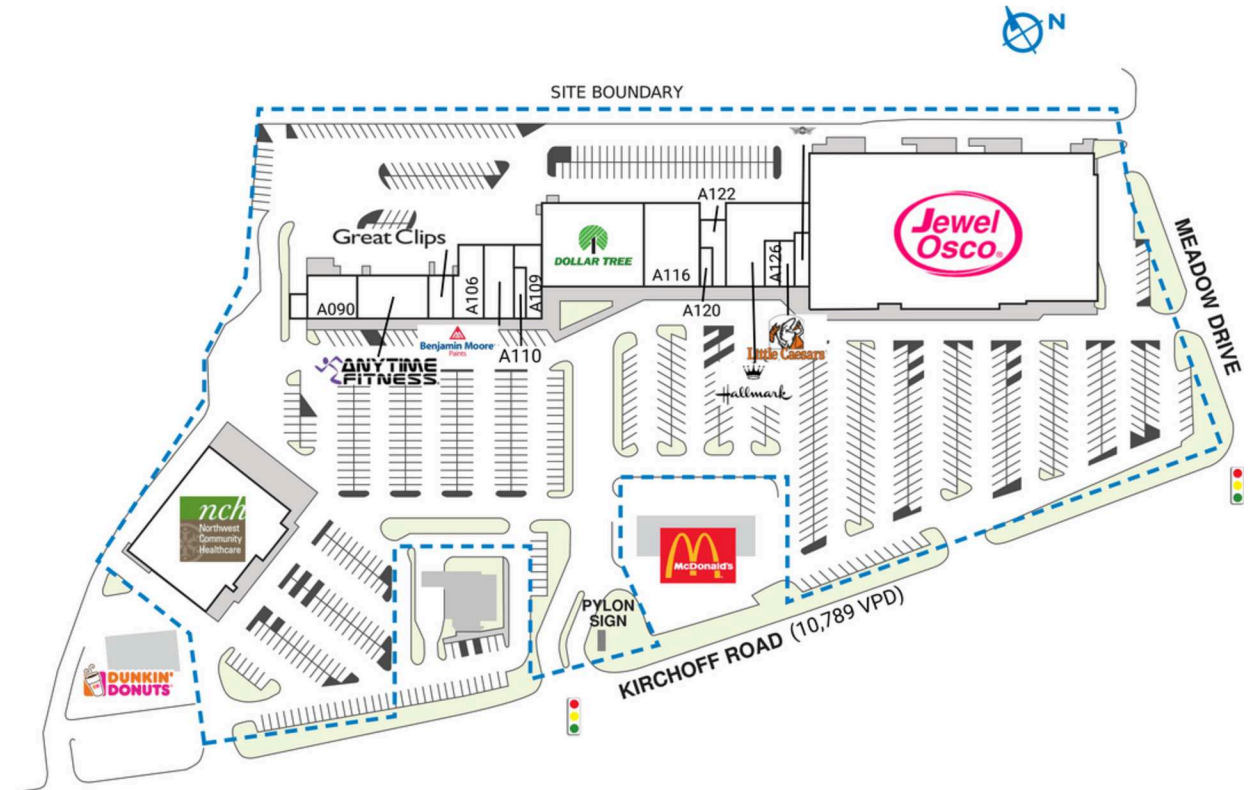 N
SITE BOUNDARY
A122
Great Clips
DOLLAR TREE
Jewel
Osco
A090
A106
A109
A116
A120
A126
Benjamin Moore
Paints
A110
ANYTIME
FITNESS
Little Caesars
Hallmark
MEADOW DRIVE
nch
Northwest
Community
Healthcare
McDonald's
PYLON
SIGN
KIRCHOFF ROAD (10,789 VPD)
DUNKIN'
DONUTS